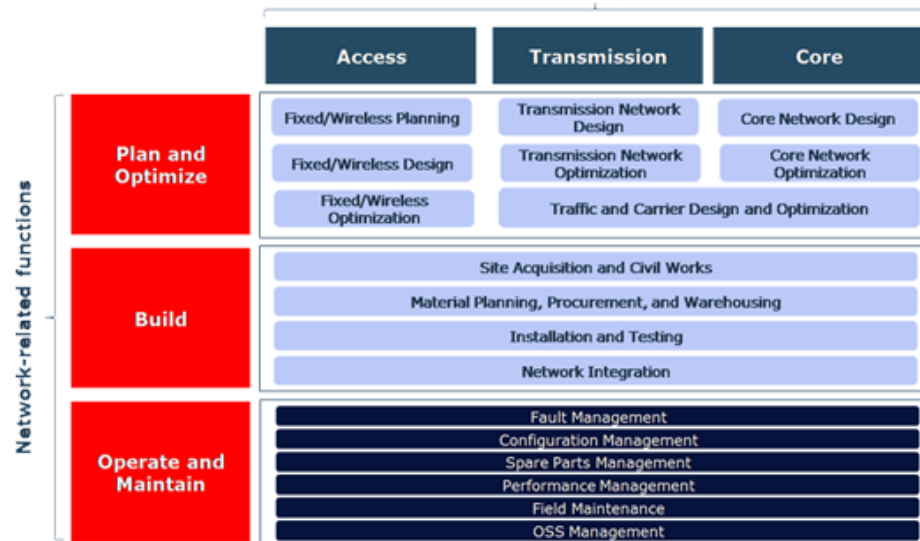 Access
Transmission
Core
Network-related functions
Plan and
Optimize
Fixed/Wireless Planning
Transmission Network
Design
Core Network Design
Fixed/Wireless Design
Transmission Network
Optimization
Core Network
Optimization
Fixed/Wireless
Optimization
Traffic and Carrier Design and Optimization
Build
Site Acquisition and Civil Works
Material Planning, Procurement, and Warehousing
Installation and Testing
Network Integration
Operate and
Maintain
Fault Management
Configuration Management
Spare Parts Management
Performance Management
Field Maintenance
OSS Management